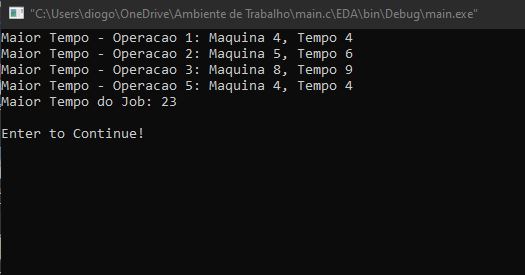 "C:\Users\diogo\OneDrive\Ambiente de Trabalho\main.c\EDA\bin\Debug\main.exe"
Maior Tempo - Operacao 1: Maquina 4, Tempo 4
Maior Tempo - Operacao 2: Maquina 5, Tempo 6
Maior Tempo - Operacao 3: Maquina 8, Tempo 9
Maior Tempo - Operacao 5: Maquina 4, Tempo 4
Maior Tempo do Job: 23
Enter to Continue!